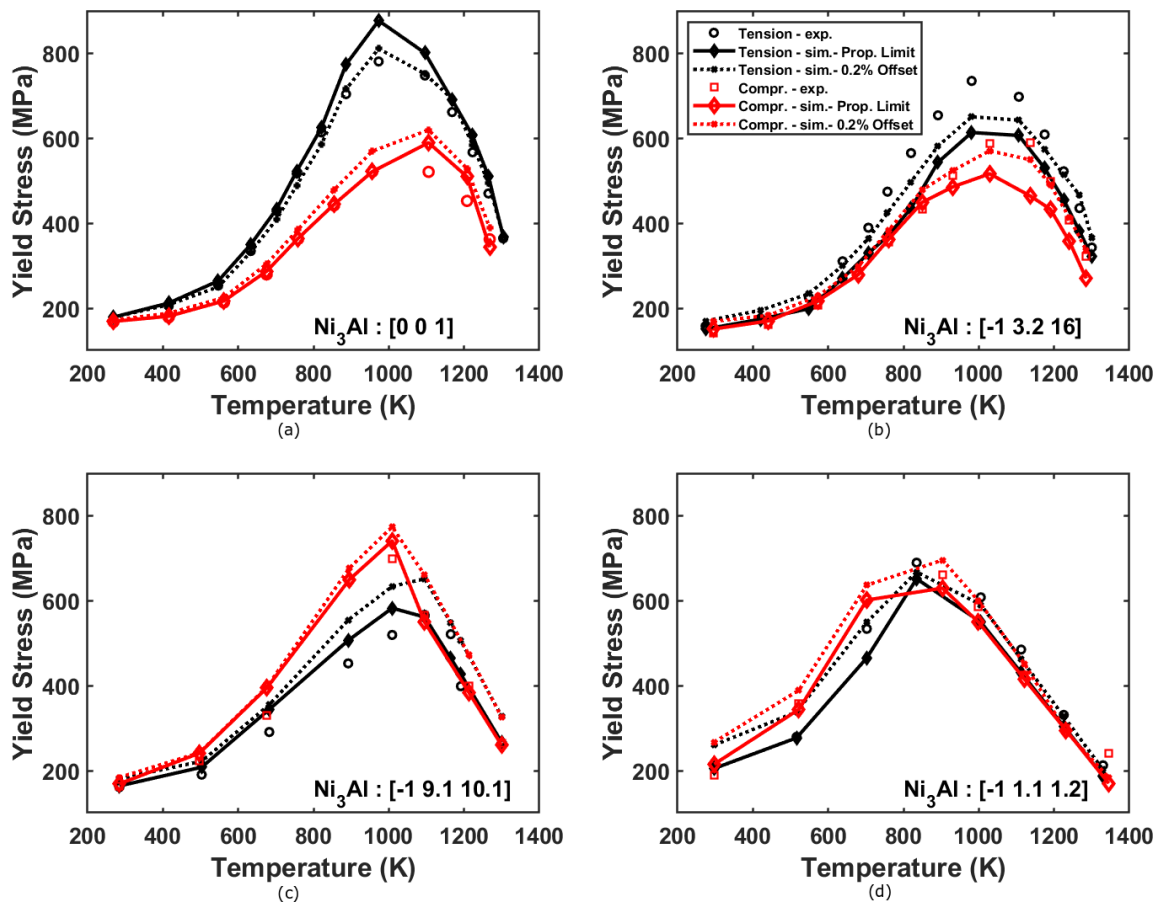 Yield Stress (MPa)
800
600
400
200
Ni3Al : [0 0 1]
200 400 600 800 1000 1200 1400
Temperature (K)
(a)
Yield Stress (MPa)
800
600
400
200
Tension - exp.
Tension - sim.- Prop. Limit
Tension - sim.- 0.2% Offset
Compr. - exp.
Compr. - sim.- Prop. Limit
Compr. - sim.- 0.2% Offset
Ni3Al : [-1 3.2 16]
200 400 600 800 1000 1200 1400
Temperature (K)
(b)
Yield Stress (MPa)
800
600
400
200
Ni3Al : [-1 9.1 10.1]
200 400 600 800 1000 1200 1400
Temperature (K)
(c)
Yield Stress (MPa)
800
600
400
200
Ni3Al : [-1 1.1 1.2]
200 400 600 800 1000 1200 1400
Temperature (K)
(d)